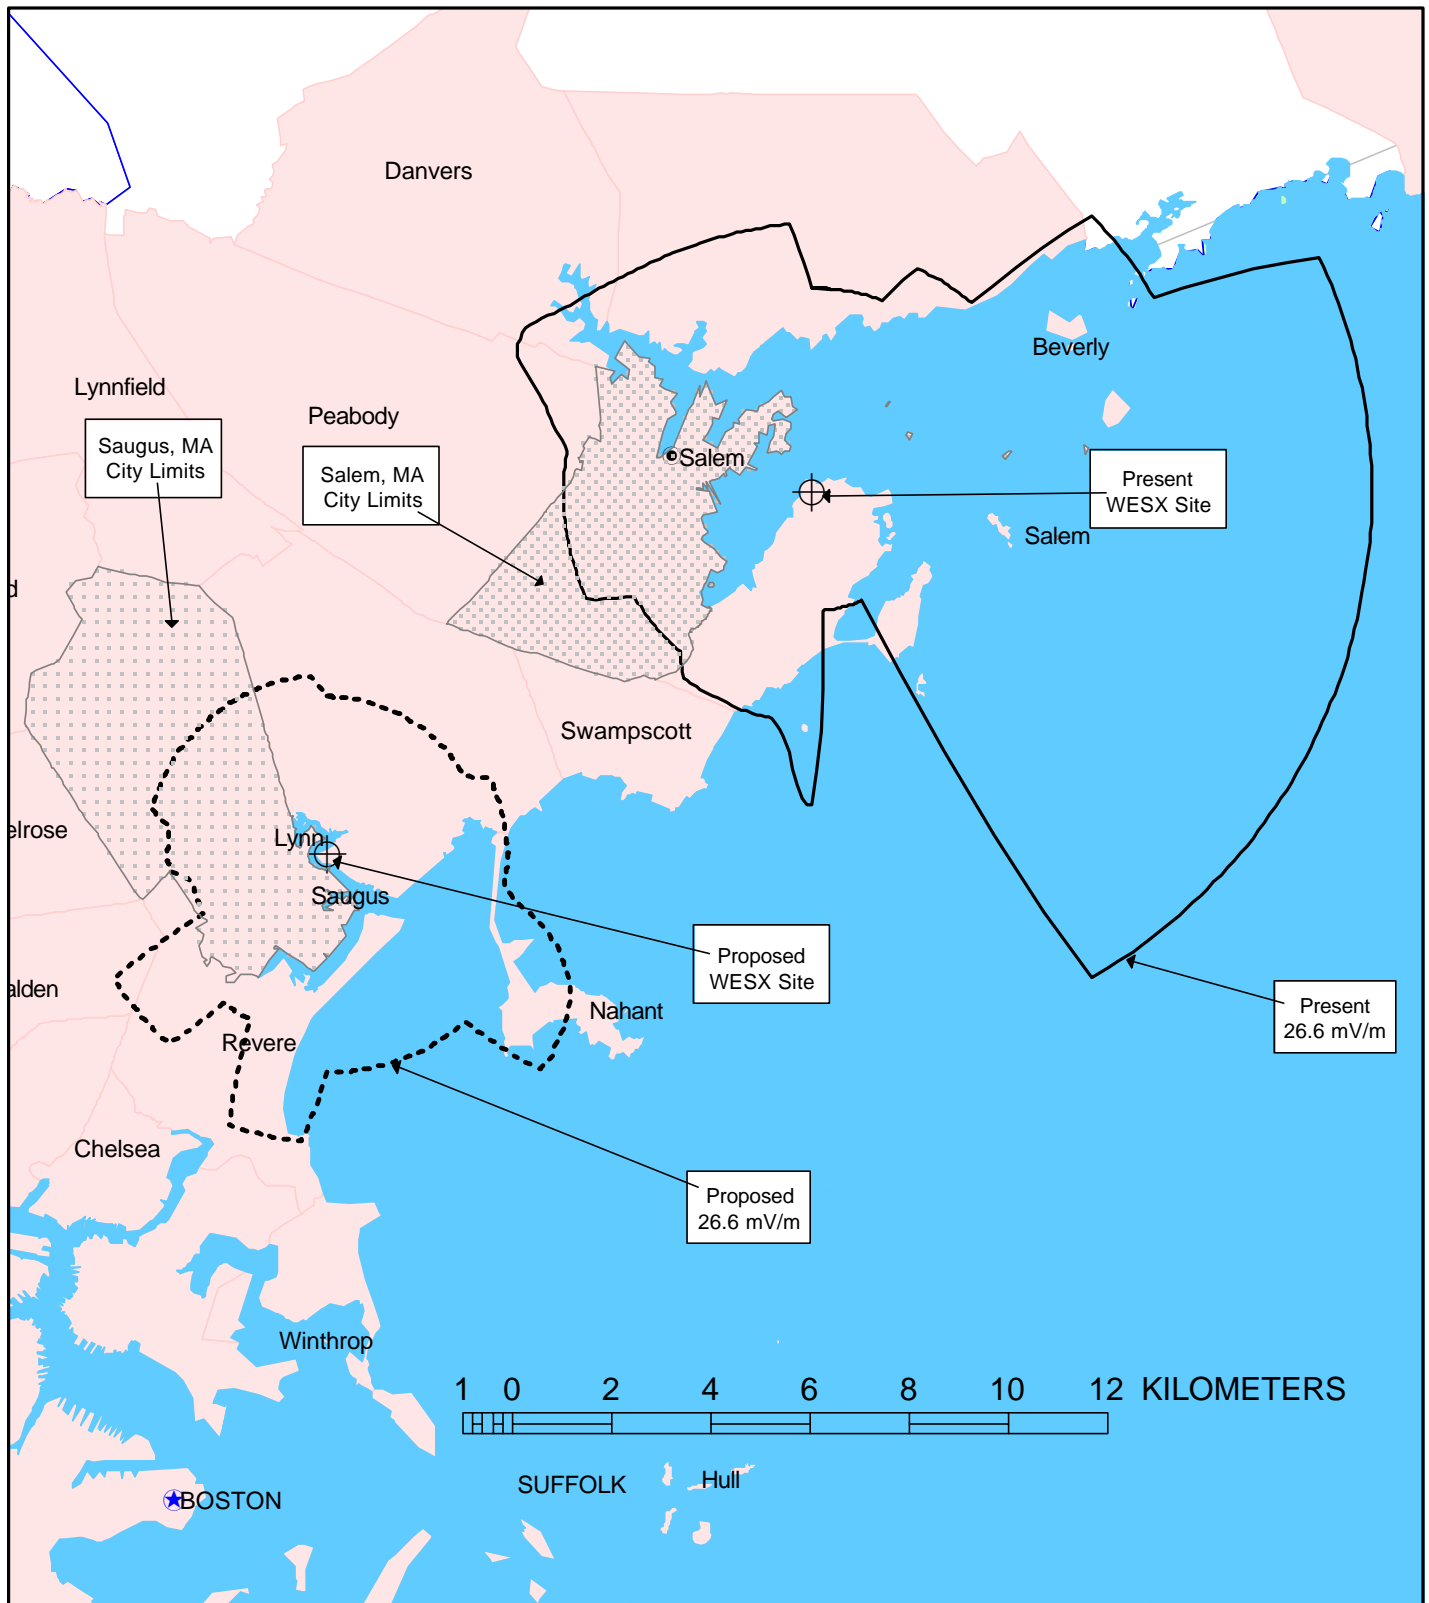 Danvers
Beverly
Lynnfield
Peabody
Saugus, MA
City Limits
Salem, MA
City Limits
Salem
Present
WESX Site
Salem
d
Swampscott
elrose
Lynn
Saugus
Proposed
WESX Site
alden
Nahant
Present
26.6 mV/m
Revere
Chelsea
Proposed
26.6 mV/m
Winthrop
1 0 2 4 6 8 10 12 KILOMETERS
SUFFOLK
Hull
BOSTON